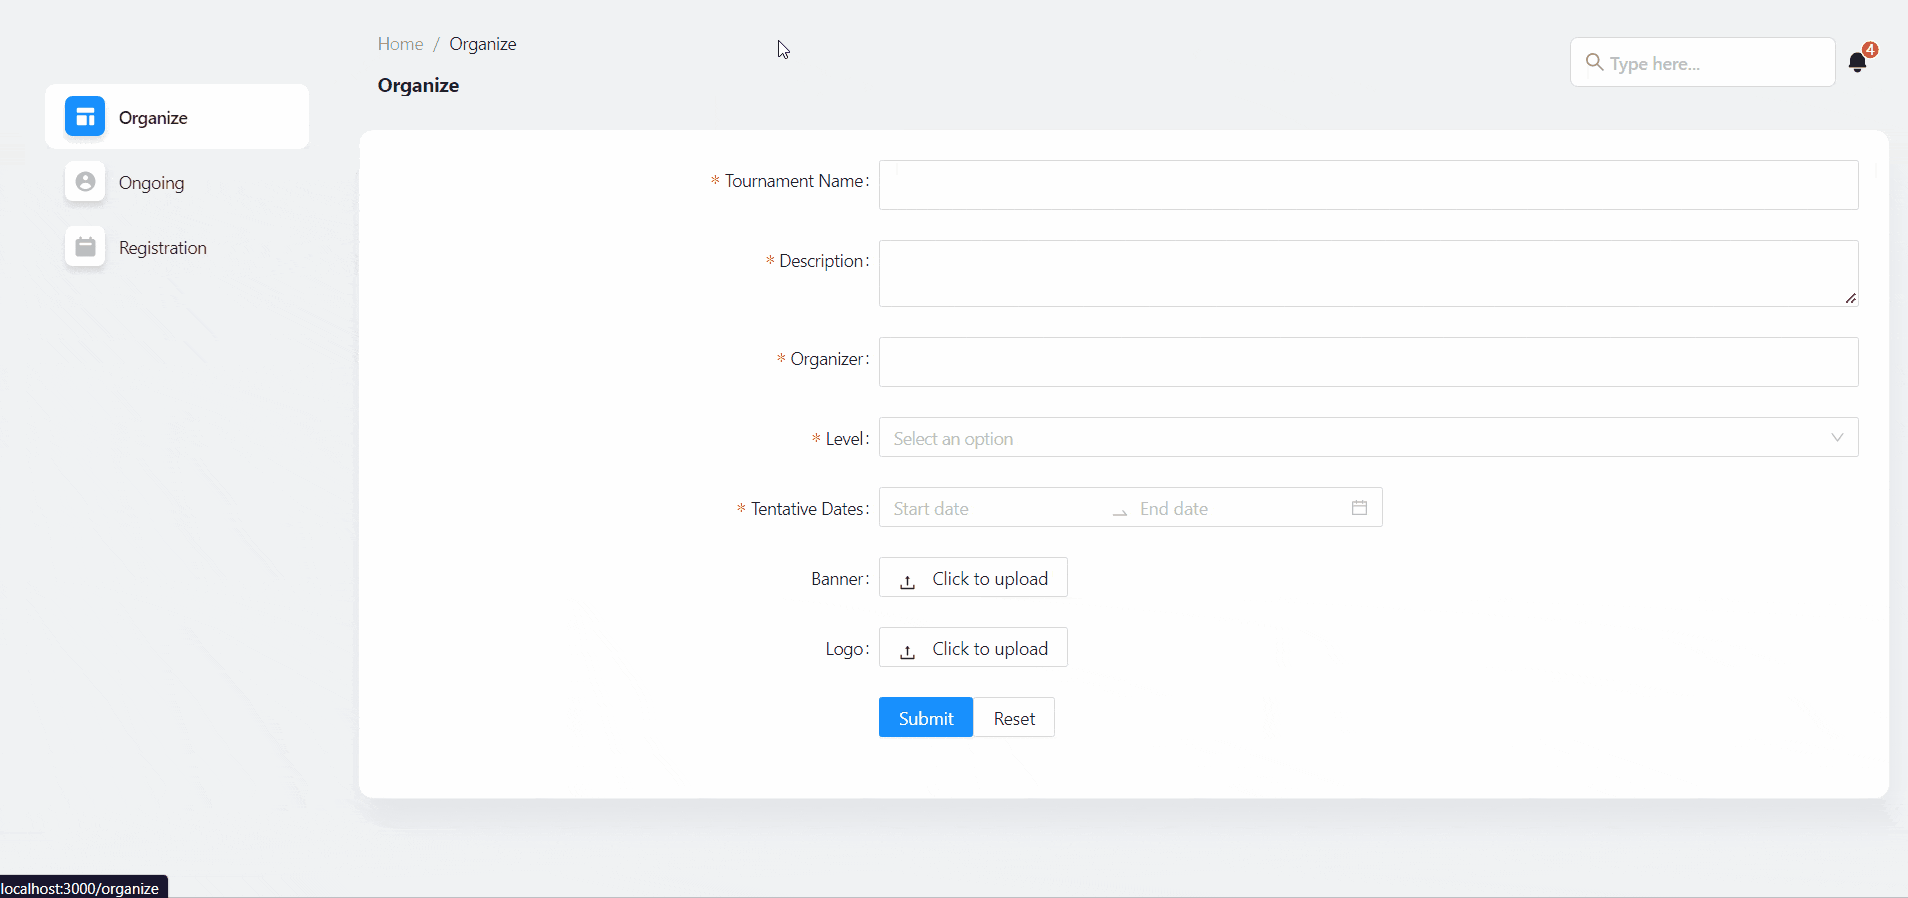 Home / Organize
Organize
Type here...
4
Organize
Ongoing
Registration
* Tournament Name:
* Description:
* Organizer:
* Level:
Select an option
* Tentative Dates:
Start date
End date
Banner:
Click to upload
Logo:
Click to upload
Submit
Reset
localhost:3000/organize